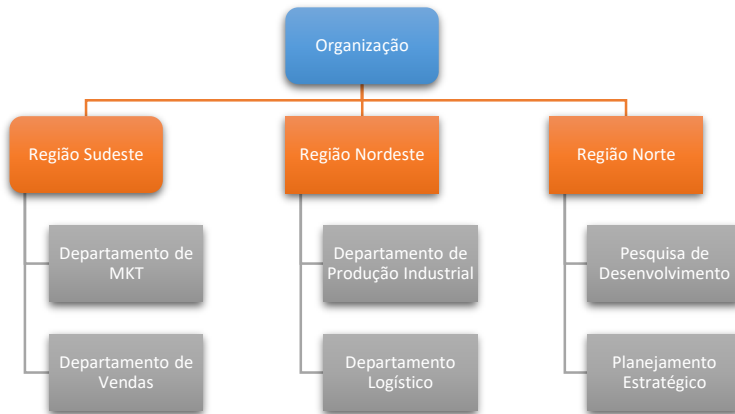 Organização
Região Sudeste
Região Nordeste
Região Norte
Departamento de
MKT
Departamento de
Produção Industrial
Pesquisa de
Desenvolvimento
Departamento de
Vendas
Departamento
Logístico
Planejamento
Estratégico